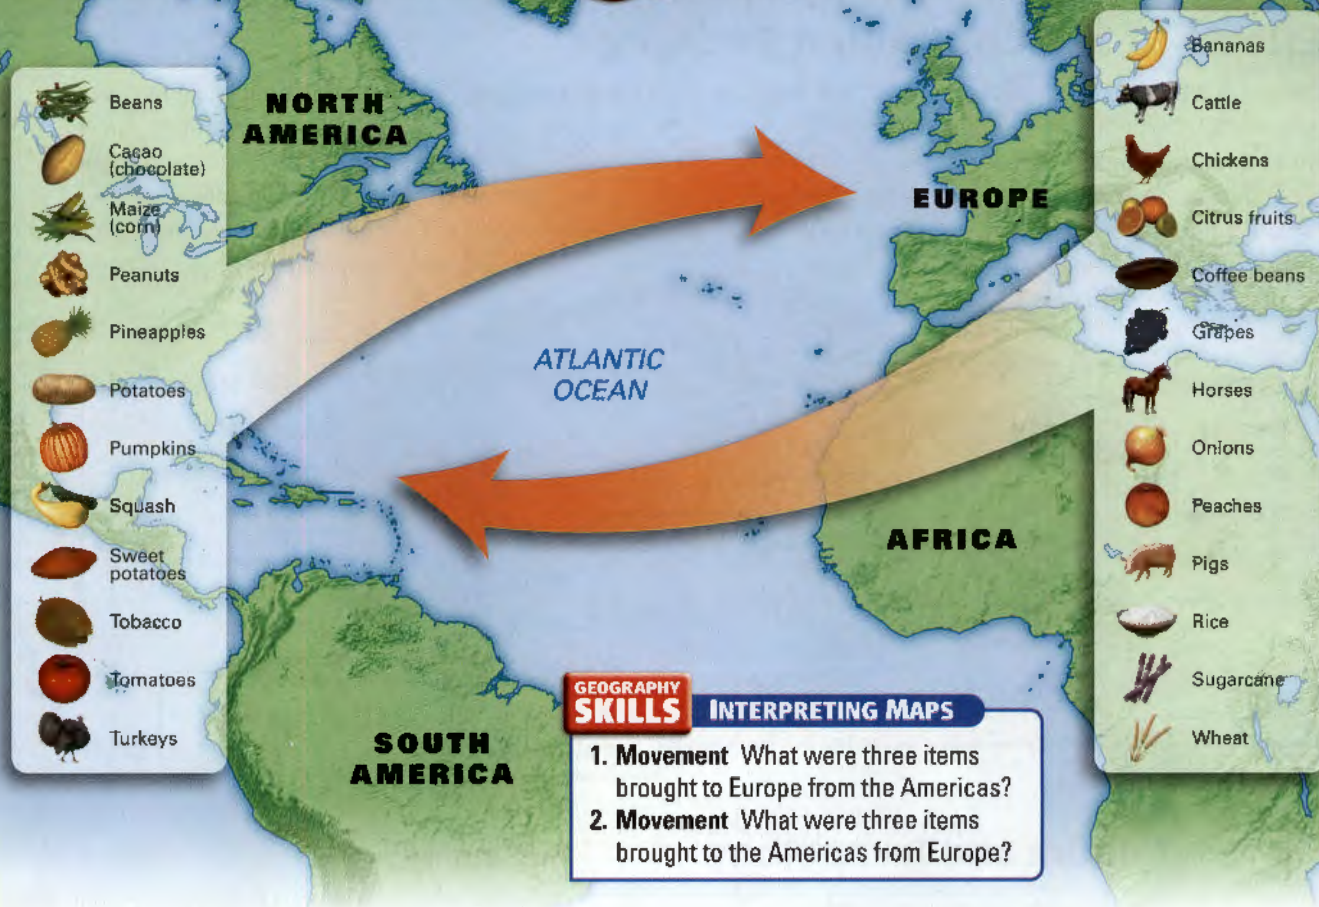 Beans
Cacao
(chocolate)
Maize
(corn)
Peanuts
Pineapples
Potatoes
Pumpkins
Squash
Sweet
potatoes
Tobacco
Tomatoes
Turkeys
NORTH
AMERICA
EUROPE
ATLANTIC
OCEAN
AFRICA
SOUTH
AMERICA
Bananas
Cattle
Chickens
Citrus fruits
Coffee beans
Grapes
Horses
Onions
Peaches
Pigs
Rice
Sugarcane
Wheat
GEOGRAPHY
SKILLS
INTERPRETING MAPS
1. Movement What were three items
brought to Europe from the Americas?
2. Movement What were three items
brought to the Americas from Europe?